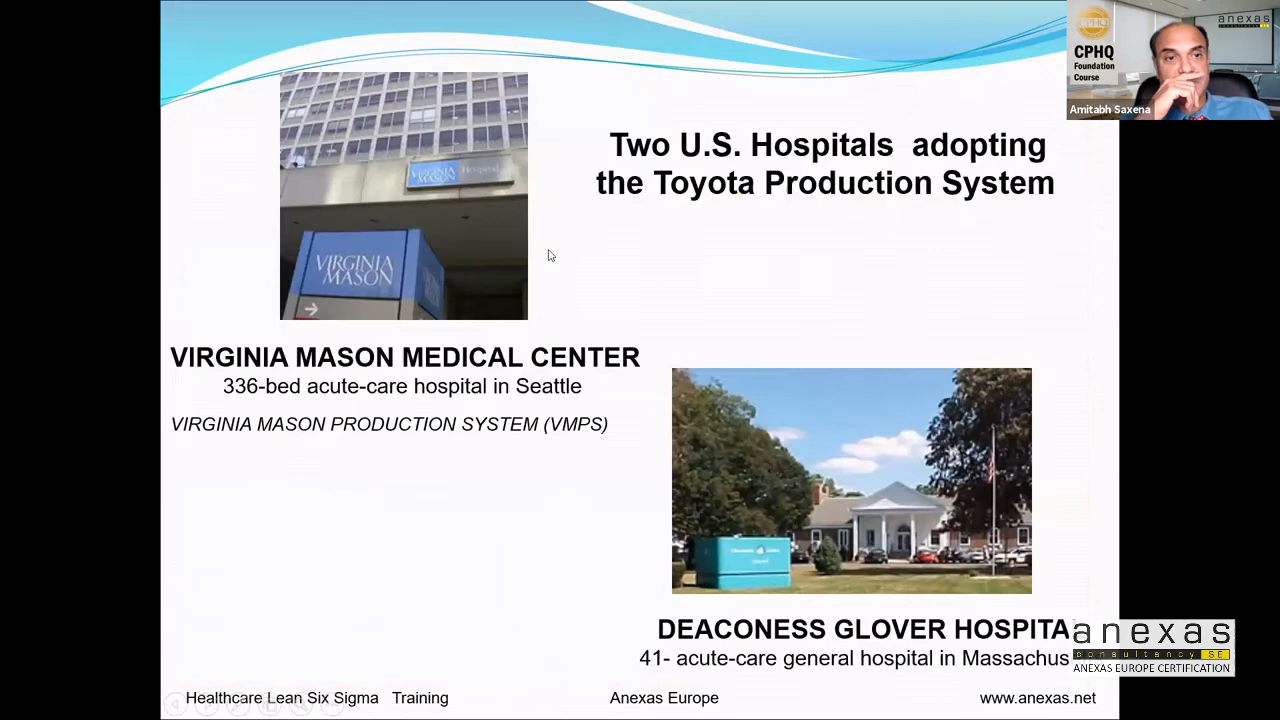 Two U.S. Hospitals adopting
the Toyota Production System
VIRGINIA
MASON
Hospital
VIRGINIA
MASON
VIRGINIA MASON MEDICAL CENTER
336-bed acute-care hospital in Seattle
VIRGINIA MASON PRODUCTION SYSTEM (VMPS)
DEACONESS GLOVER HOSPITA
41- acute-care general hospital in Massachus
Healthcare Lean Six Sigma Training
Anexas Europe
www.anexas.net
anexas
consultancy SE
ANEXAS EUROPE CERTIFICATION
CPHQ
CPHQ
Foundation
Course
anexas
Amitabh Saxena